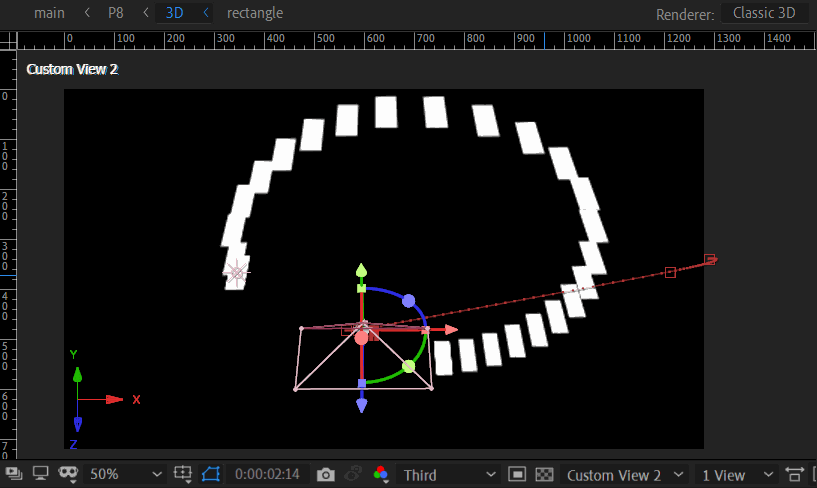 main < P8 < 3D < rectangle
Renderer: Classic 3D
0 100 200 300 400 500 600 700 800 900 1000 1100 1200 1300 1400
Custom View 2
0
100
200
300
400
500
600
70
Y
X
Z
50% 0:00:02:14 Third Custom View 2 1 View